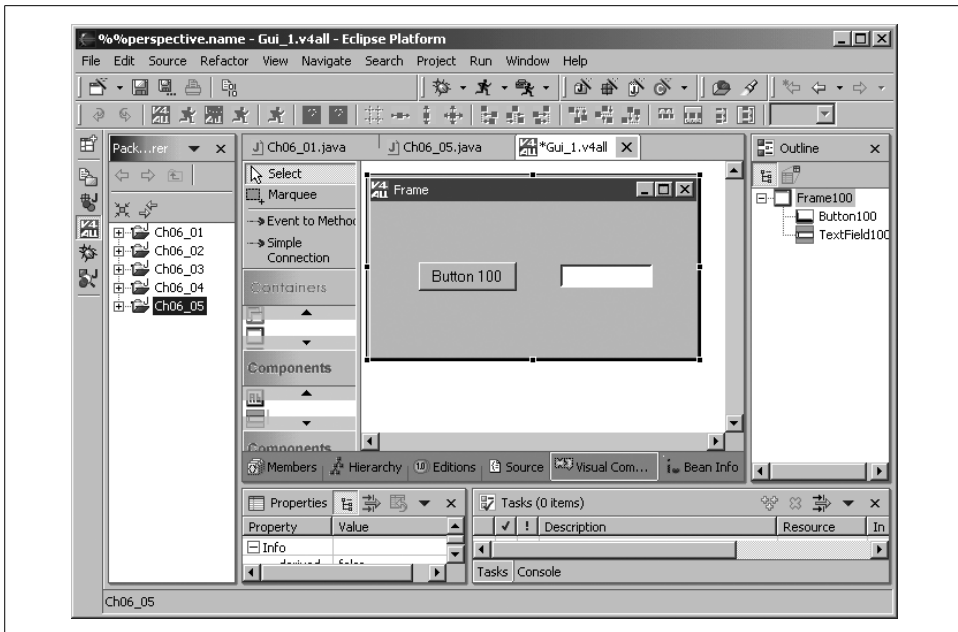 %%perspective.name - Gui_1.v4all - Eclipse Platform
File Edit Source Refactor View Navigate Search Project Run Window Help
Pack...rer
Ch06_01
Ch06_02
Ch06_03
Ch06_04
Ch06_05
Ch06_01.java
Ch06_05.java
*Gui_1.v4all
Select
Marquee
Event to Method
Simple
Connection
Containers
Components
Components
Frame
Button 100
Members
Hierarchy
Editions
Source
Visual Com...
Bean Info
Outline
Frame100
Button100
TextField100
Properties
Property Value
Info
derived false
Tasks (0 items)
! Description Resource In
Tasks Console
Ch06_05